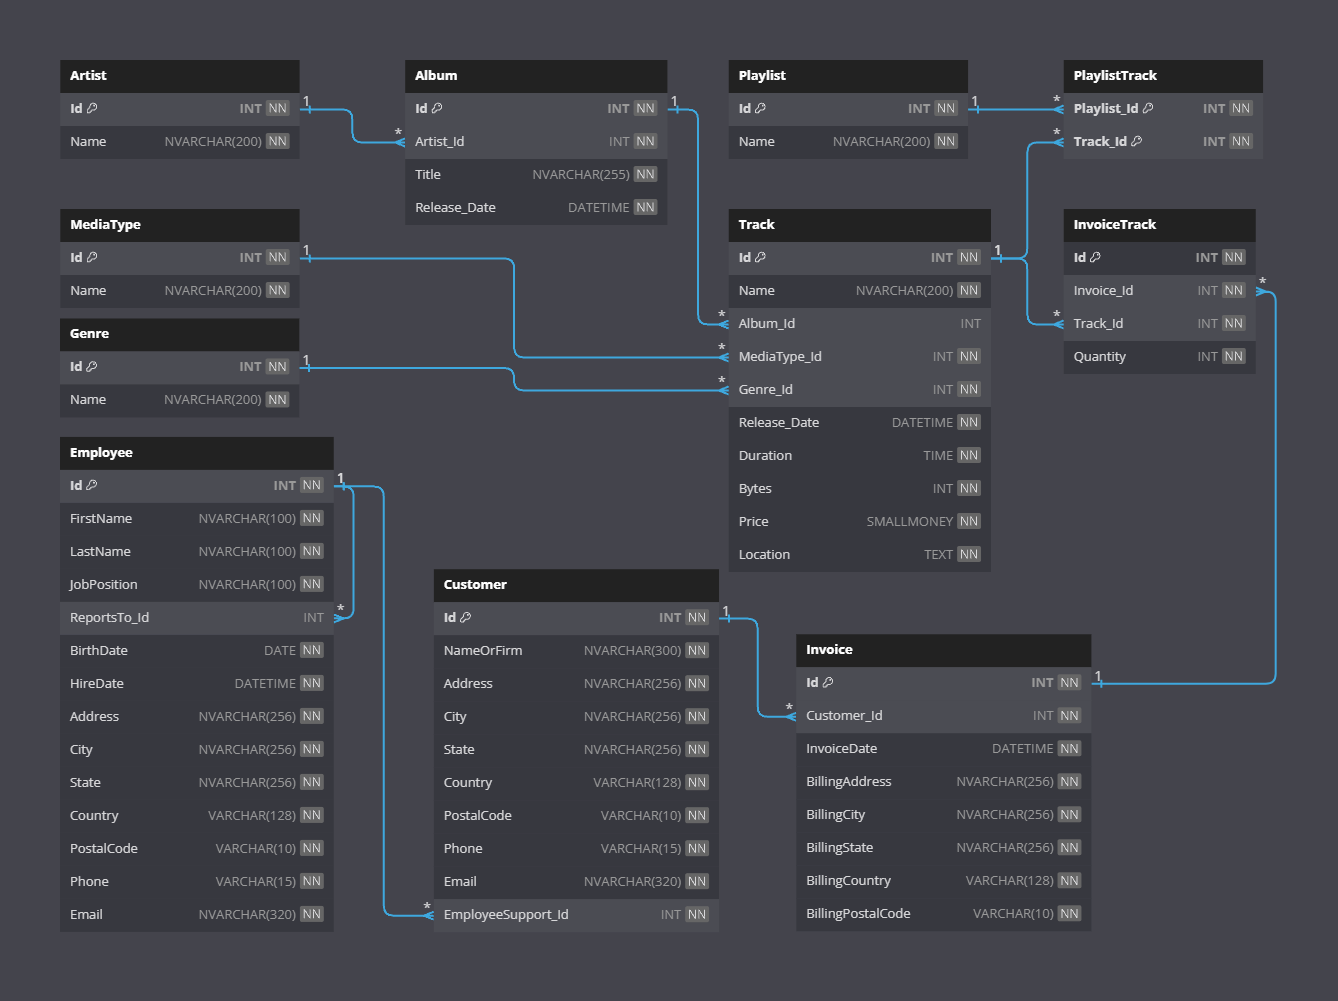 Artist
Id INT NN
Name NVARCHAR(200) NN
1
*
Album
Id INT NN
Artist_Id INT NN
Title NVARCHAR(255) NN
Release_Date DATETIME NN
1
*
Playlist
Id INT NN
Name NVARCHAR(200) NN
1
*
PlaylistTrack
Playlist_Id INT NN
Track_Id INT NN
*
MediaType
Id INT NN
Name NVARCHAR(200) NN
1
*
Genre
Id INT NN
Name NVARCHAR(200) NN
1
*
Track
Id INT NN
Name NVARCHAR(200) NN
Album_Id INT
MediaType_Id INT NN
Genre_Id INT NN
Release_Date DATETIME NN
Duration TIME NN
Bytes INT NN
Price SMALLMONEY NN
Location TEXT NN
1
*
InvoiceTrack
Id INT NN
Invoice_Id INT NN
Track_Id INT NN
Quantity INT NN
*
Employee
Id INT NN
FirstName NVARCHAR(100) NN
LastName NVARCHAR(100) NN
JobPosition NVARCHAR(100) NN
ReportsTo_Id INT
BirthDate DATE NN
HireDate DATETIME NN
Address NVARCHAR(256) NN
City NVARCHAR(256) NN
State NVARCHAR(256) NN
Country VARCHAR(128) NN
PostalCode VARCHAR(10) NN
Phone VARCHAR(15) NN
Email NVARCHAR(320) NN
1
*
*
Customer
Id INT NN
NameOrFirm NVARCHAR(300) NN
Address NVARCHAR(256) NN
City NVARCHAR(256) NN
State NVARCHAR(256) NN
Country VARCHAR(128) NN
PostalCode VARCHAR(10) NN
Phone VARCHAR(15) NN
Email NVARCHAR(320) NN
EmployeeSupport_Id INT NN
1
*
Invoice
Id INT NN
Customer_Id INT NN
InvoiceDate DATETIME NN
BillingAddress NVARCHAR(256) NN
BillingCity NVARCHAR(256) NN
BillingState NVARCHAR(256) NN
BillingCountry VARCHAR(128) NN
BillingPostalCode VARCHAR(10) NN
1